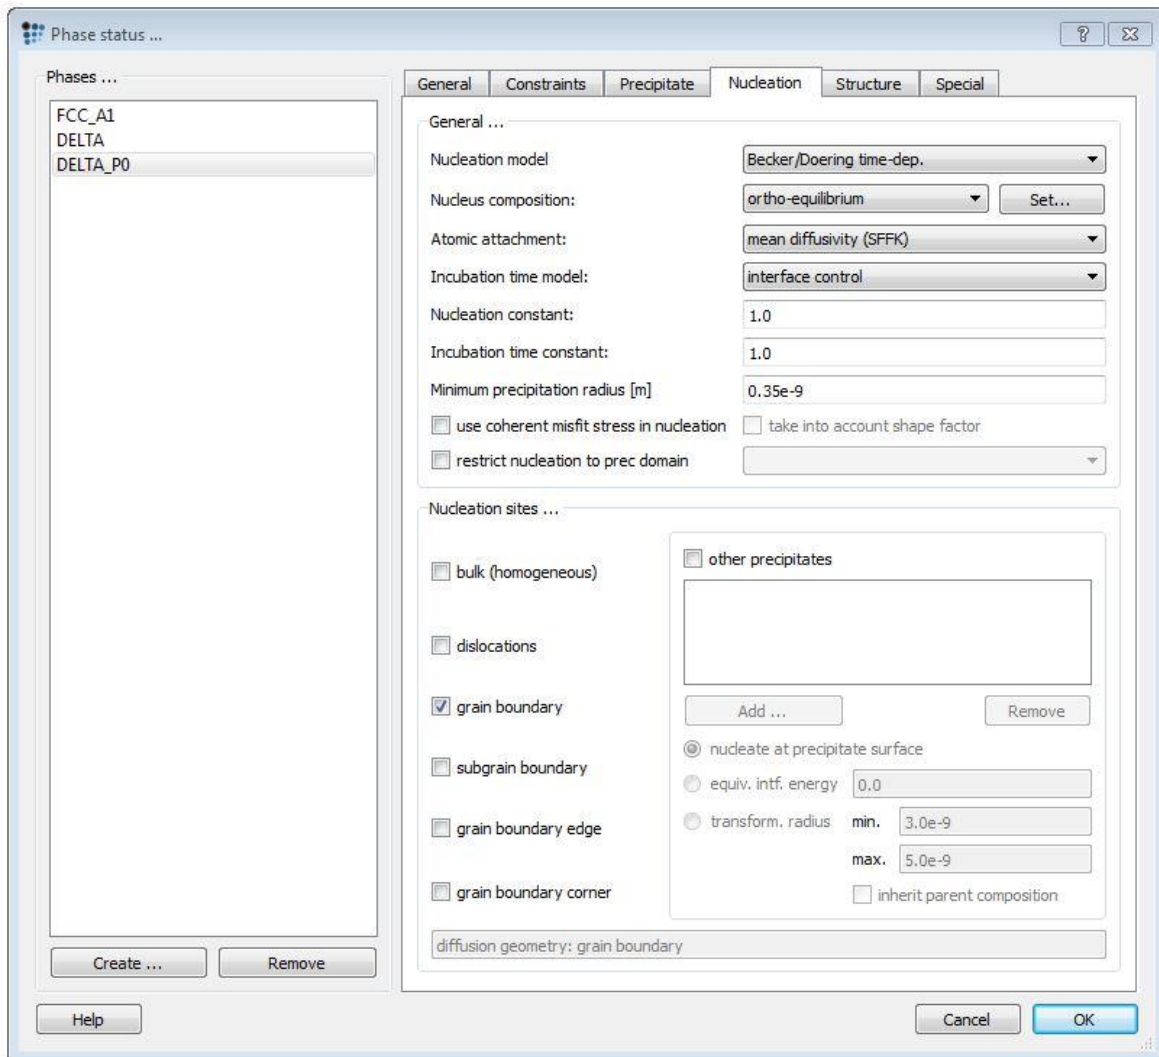 Phase status ...
Phases ...
FCC_A1
DELTA
DELTA_P0
Create ...
Remove
General
Constraints
Precipitate
Nucleation
Structure
Special
General ...
Nucleation model
Becker/Doering time-dep.
Nucleus composition:
ortho-equilibrium
Set...
Atomic attachment:
mean diffusivity (SFFK)
Incubation time model:
interface control
Nucleation constant:
1.0
Incubation time constant:
1.0
Minimum precipitation radius [m]
0.35e-9
use coherent misfit stress in nucleation
take into account shape factor
restrict nucleation to prec domain
Nucleation sites ...
bulk (homogeneous)
dislocations
grain boundary
subgrain boundary
grain boundary edge
grain boundary corner
other precipitates
Add ...
Remove
nucleate at precipitate surface
equiv. intf. energy
0.0
transform. radius
min.
3.0e-9
max.
5.0e-9
inherit parent composition
diffusion geometry: grain boundary
Help
Cancel
OK